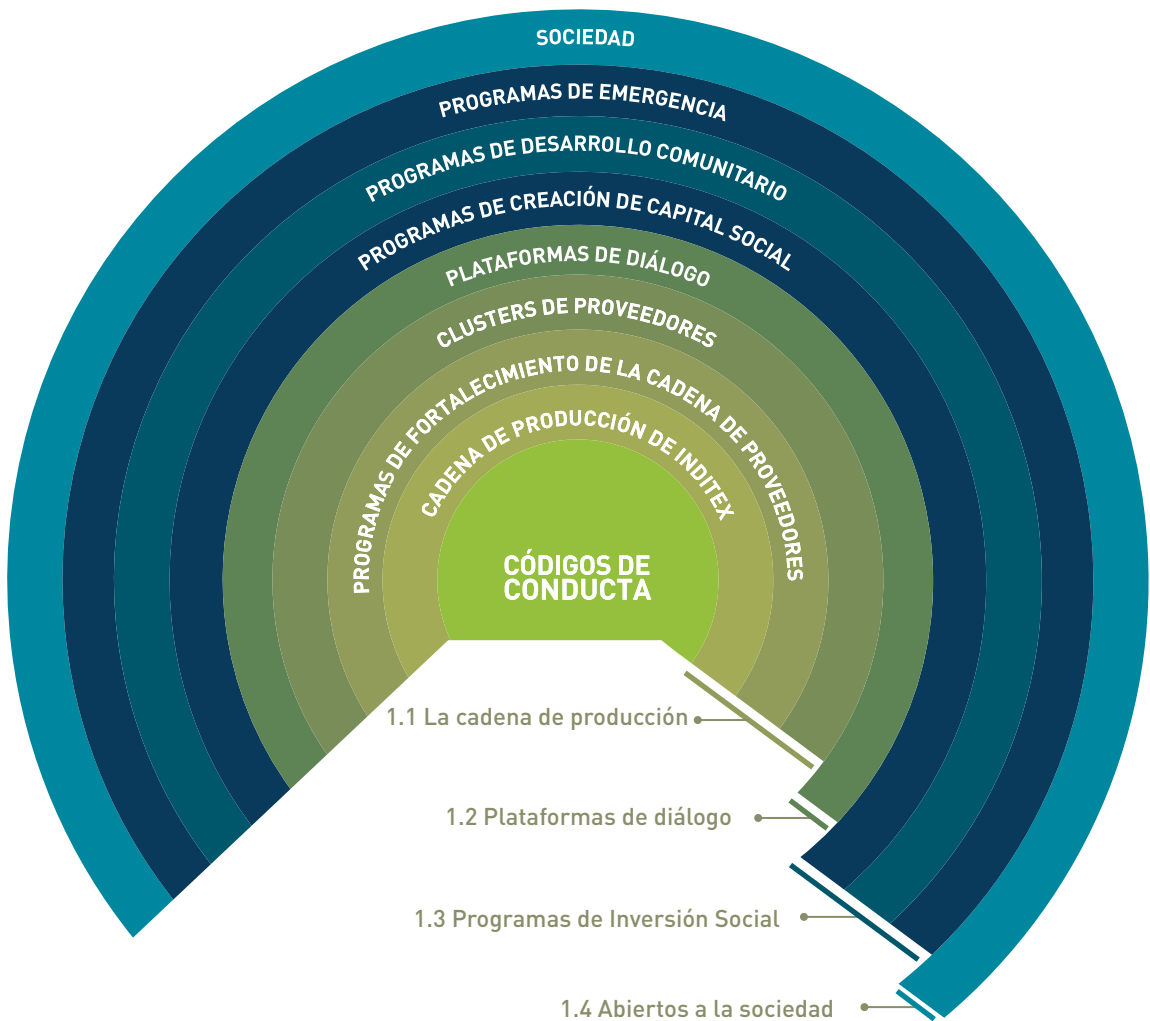 SOCIEDAD
PROGRAMAS DE EMERGENCIA
PROGRAMAS DE DESARROLLO COMUNITARIO
PROGRAMAS DE CREACIÓN DE CAPITAL SOCIAL
PLATAFORMAS DE DIÁLOGO
CLUSTERS DE PROVEEDORES
PROGRAMAS DE FORTALECIMIENTO DE LA CADENA DE PROVEEDORES
CADENA DE PRODUCCIÓN DE INDITEX
CÓDIGOS DE
CONDUCTA
1.1 La cadena de producción
1.2 Plataformas de diálogo
1.3 Programas de Inversión Social
1.4 Abiertos a la sociedad